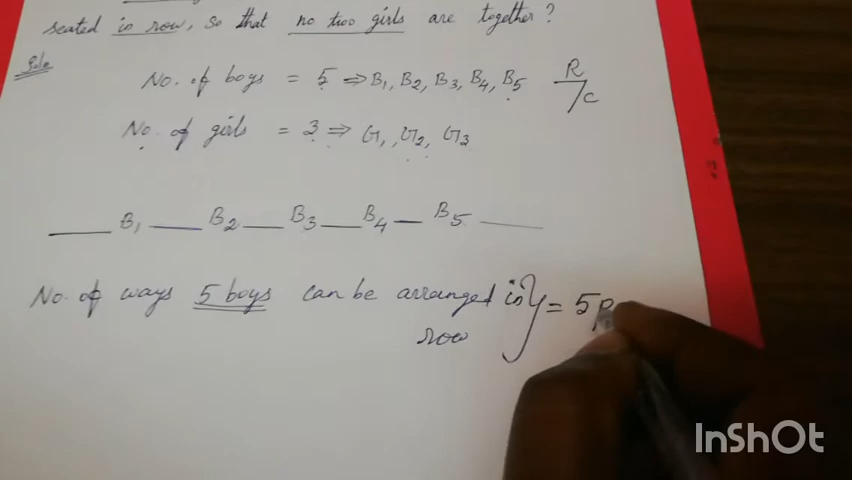 seated in row, so that no two girls are together?
Soln
No. of boys = 5 ⇒ B1, B2, B3, B4, B5
R/C
No. of girls = 3 ⇒ G1, G2, G3
___ B1 ___ B2 ___ B3 ___ B4 ___ B5 ___
No. of ways 5 boys can be arranged in } = 5P
row
InShOt